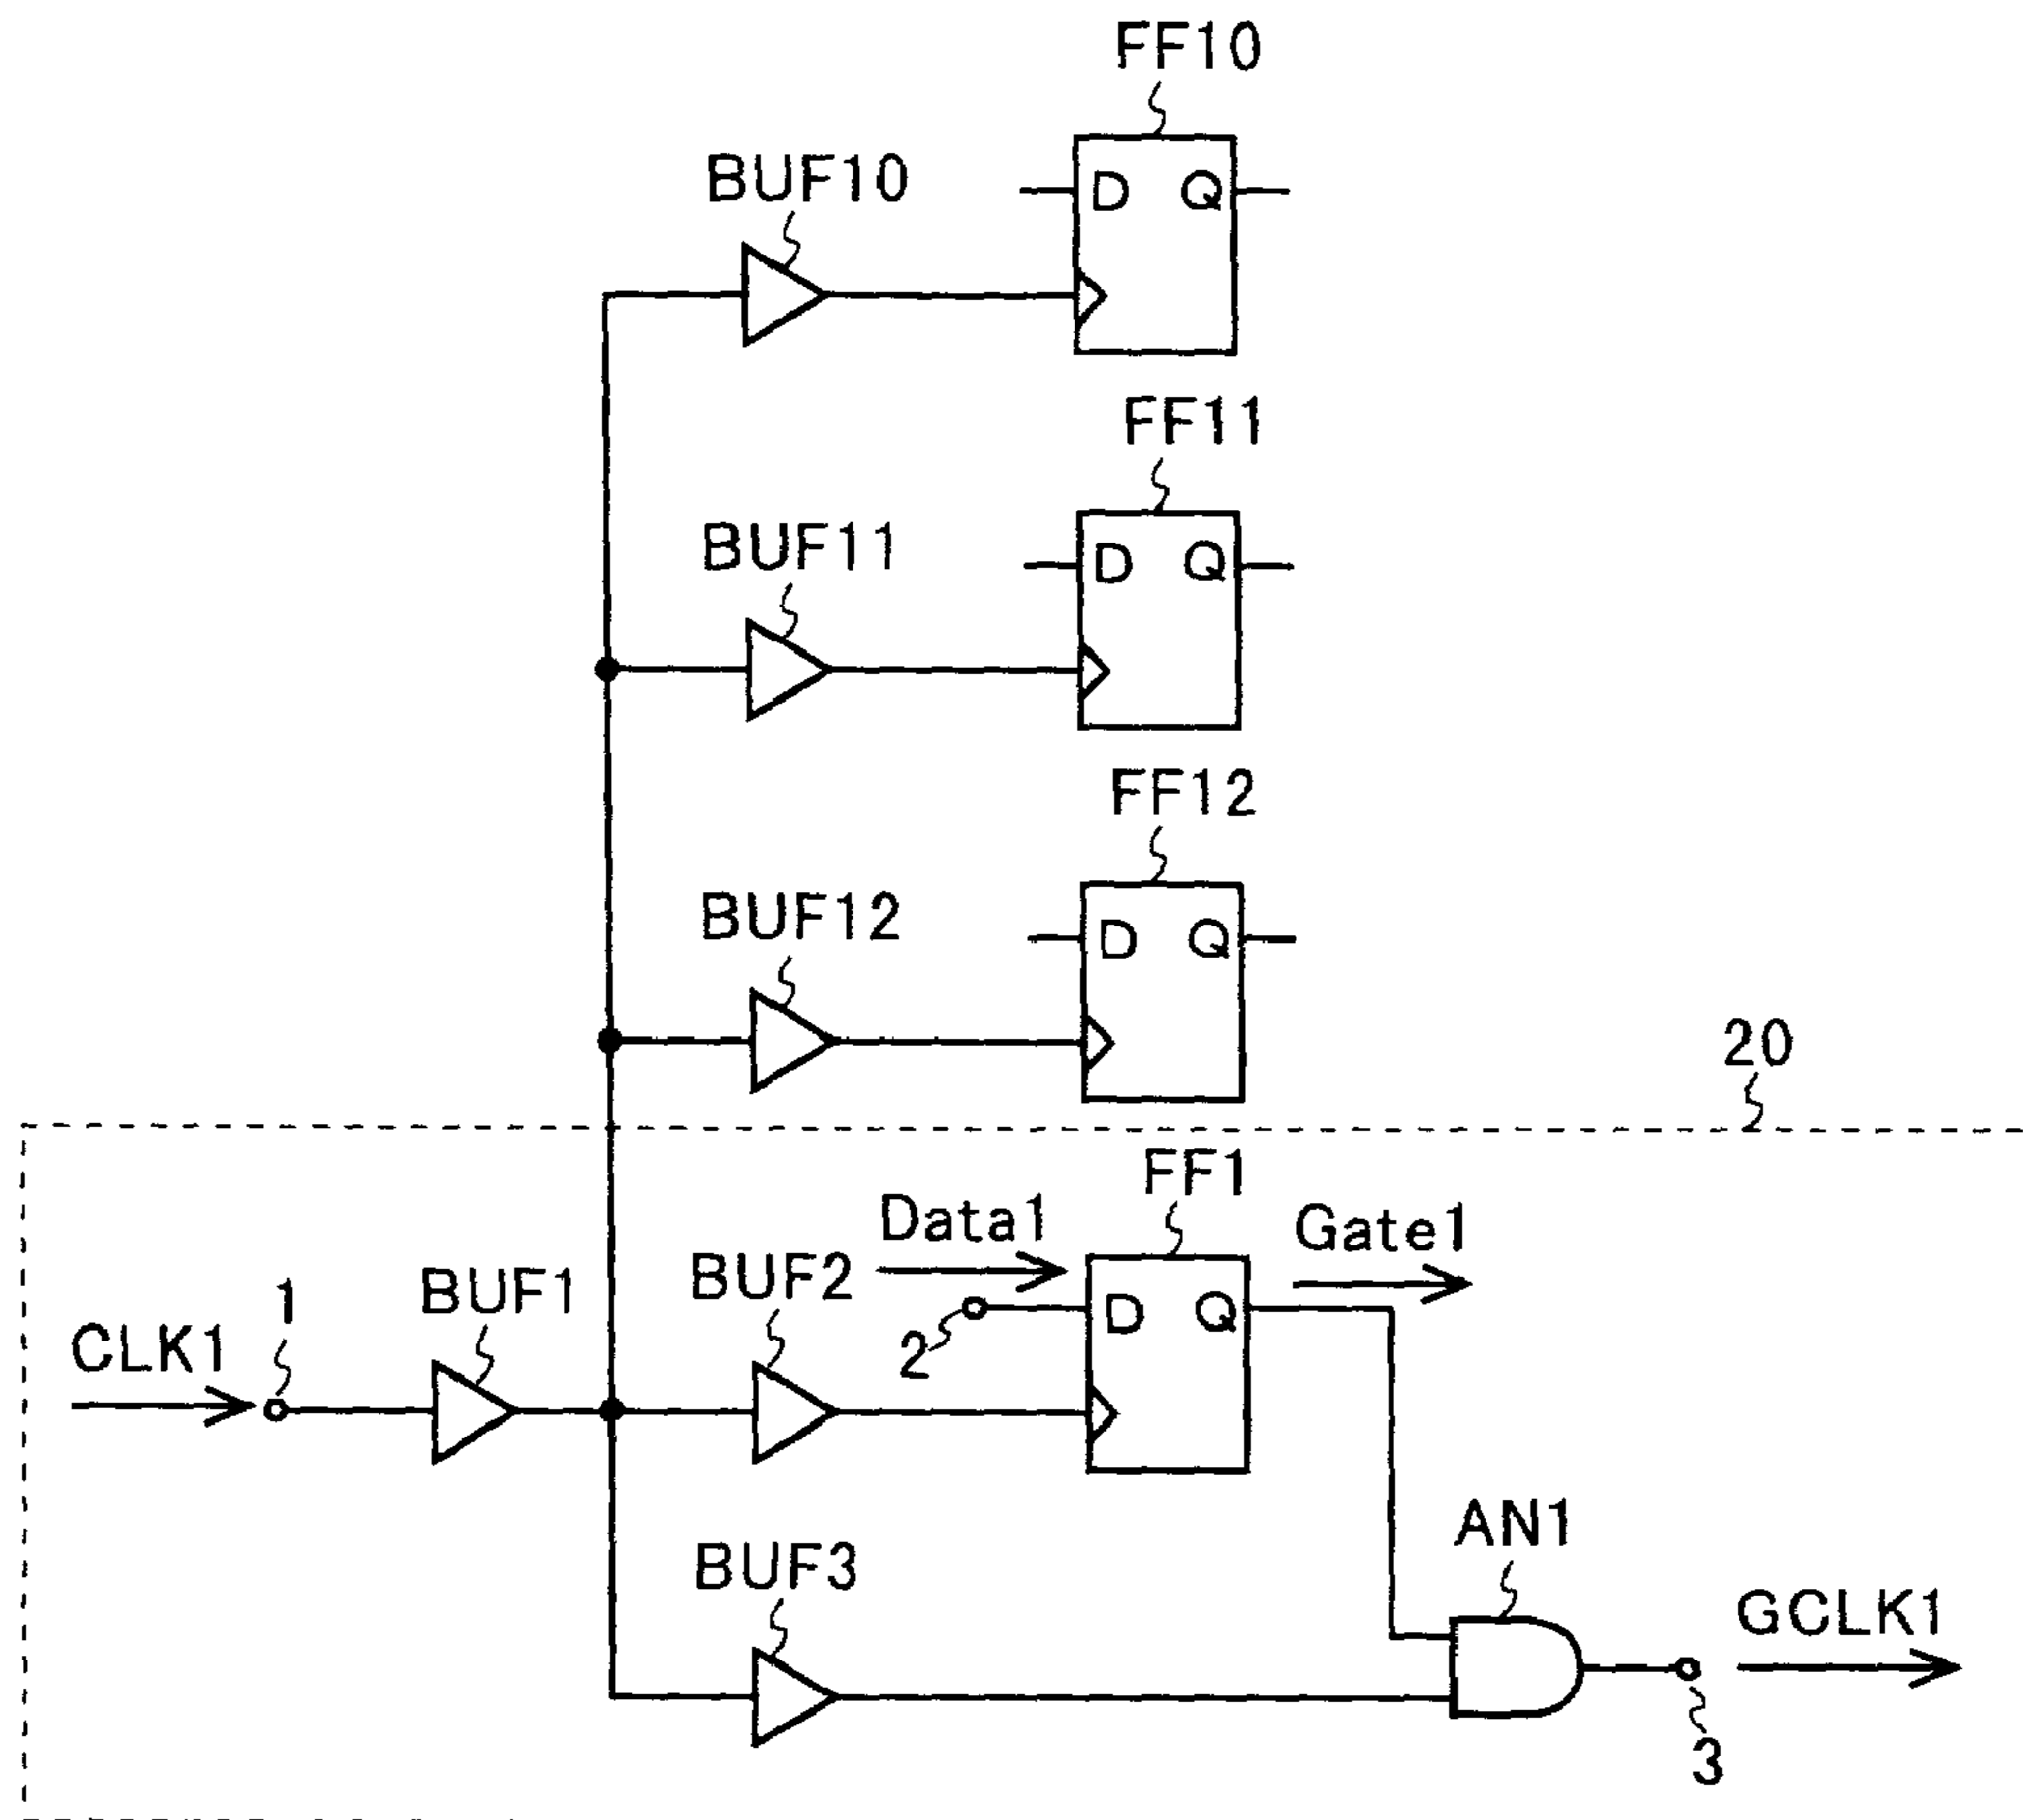 FF10
BUF10
D Q
FF11
BUF11
D Q
FF12
BUF12
D Q
20
FF1
Data1
Gate1
BUF2
1
BUF1
D Q
CLK1
2
AN1
BUF3
GCLK1
3